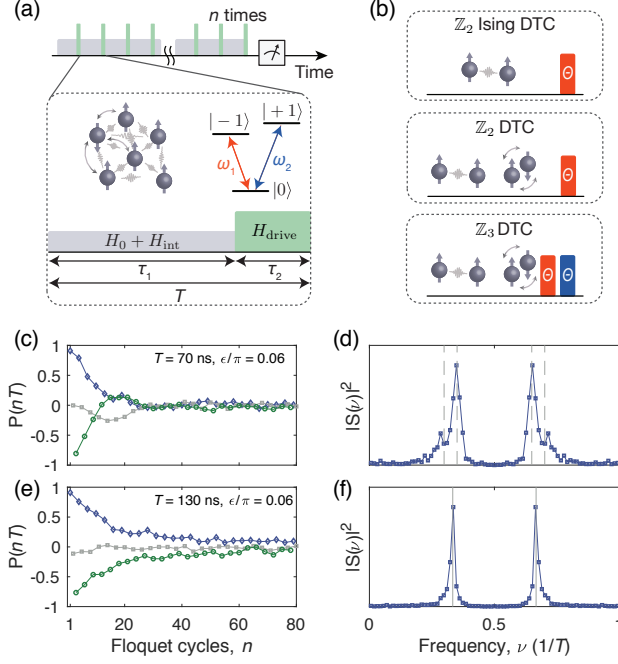 (a)
n times
Time
|−1⟩
|+1⟩
ω₁
ω₂
|0⟩
H₀ + H_int
H_drive
τ₁
τ₂
T
(b)
ℤ₂ Ising DTC
Θ
ℤ₂ DTC
Θ
ℤ₃ DTC
Θ Θ
(c)
T = 70 ns, ϵ/π = 0.06
P(nT)
1
0.5
0
-0.5
-1
(d)
|S(ν)|²
(e)
T = 130 ns, ϵ/π = 0.06
P(nT)
1
0.5
0
-0.5
-1
1 20 40 60 80
Floquet cycles, n
(f)
|S(ν)|²
0 0.5 1
Frequency, ν (1/T)